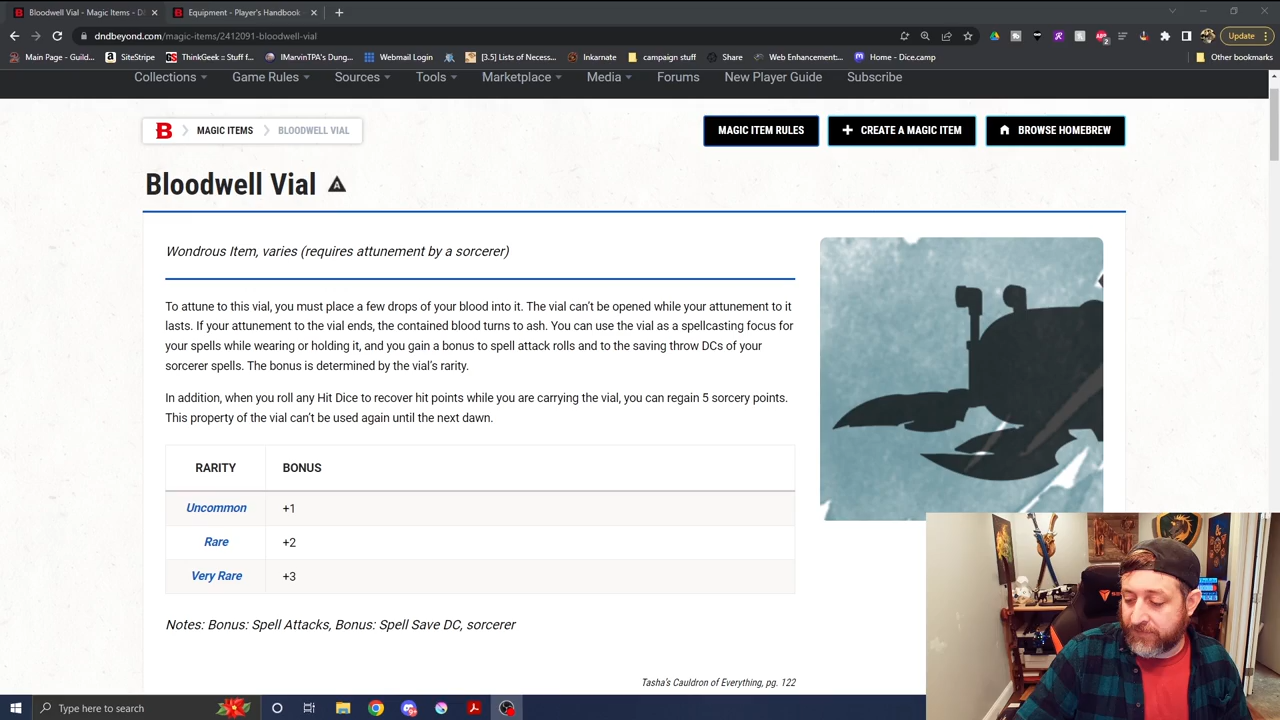 Bloodwell Vial - Magic Items - D&
Equipment - Player's Handbook
dndbeyond.com/magic-items/2412091-bloodwell-vial
Update
Main Page - Guild...
SiteStripe
ThinkGeek :: Stuff f...
IMarvinTPA's Dung...
Webmail Login
[3.5] Lists of Necess...
Inkarnate
campaign stuff
Share
Web Enhancement:...
Home - Dice.camp
Other bookmarks
Collections
Game Rules
Sources
Tools
Marketplace
Media
Forums
New Player Guide
Subscribe
MAGIC ITEMS
BLOODWELL VIAL
MAGIC ITEM RULES
CREATE A MAGIC ITEM
BROWSE HOMEBREW
Bloodwell Vial
Wondrous Item, varies (requires attunement by a sorcerer)
To attune to this vial, you must place a few drops of your blood into it. The vial can't be opened while your attunement to it
lasts. If your attunement to the vial ends, the contained blood turns to ash. You can use the vial as a spellcasting focus for
your spells while wearing or holding it, and you gain a bonus to spell attack rolls and to the saving throw DCs of your
sorcerer spells. The bonus is determined by the vial's rarity.
In addition, when you roll any Hit Dice to recover hit points while you are carrying the vial, you can regain 5 sorcery points.
This property of the vial can't be used again until the next dawn.
RARITY BONUS
Uncommon +1
Rare +2
Very Rare +3
Notes: Bonus: Spell Attacks, Bonus: Spell Save DC, sorcerer
Tasha's Cauldron of Everything, pg. 122
Type here to search